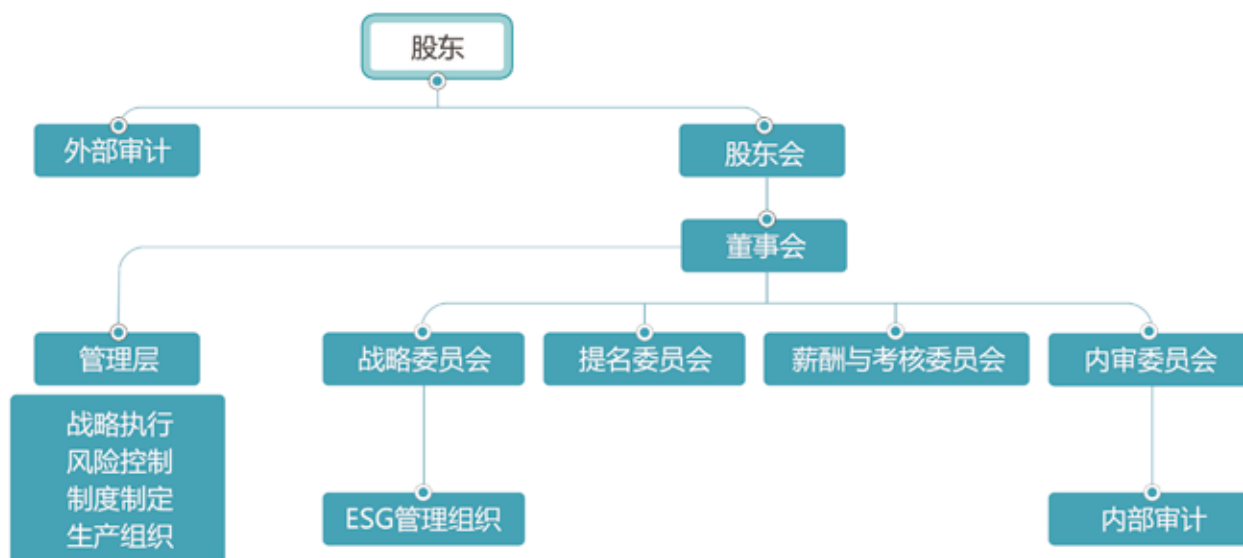 股东
外部审计
股东会
董事会
管理层
战略委员会
提名委员会
薪酬与考核委员会
内审委员会
战略执行
风险控制
制度制定
生产组织
ESG管理组织
内部审计